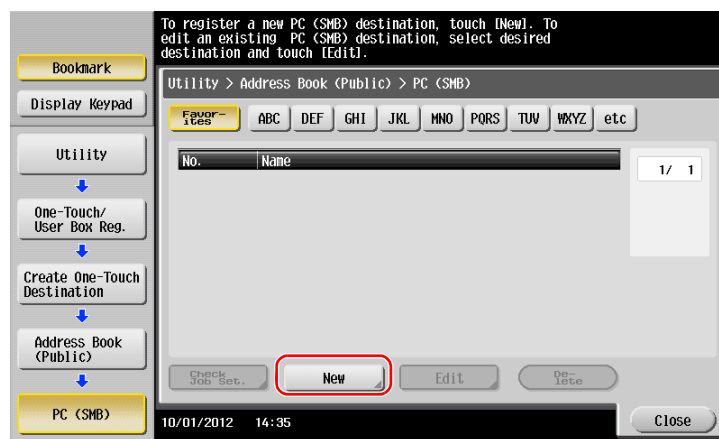 To register a new PC (SMB) destination, touch [New]. To
edit an existing  PC (SMB) destination, select desired
destination and touch [Edit].
Bookmark
Display Keypad
Utility
One-Touch/
User Box Reg.
Create One-Touch
Destination
Address Book
(Public)
PC (SMB)
Utility > Address Book (Public) > PC (SMB)
Favor-
ites
ABC DEF GHI JKL MNO PQRS TUV WXYZ etc
No. Name
1/ 1
Check
Job Set.
New
Edit
De-
lete
10/01/2012 14:35
Close